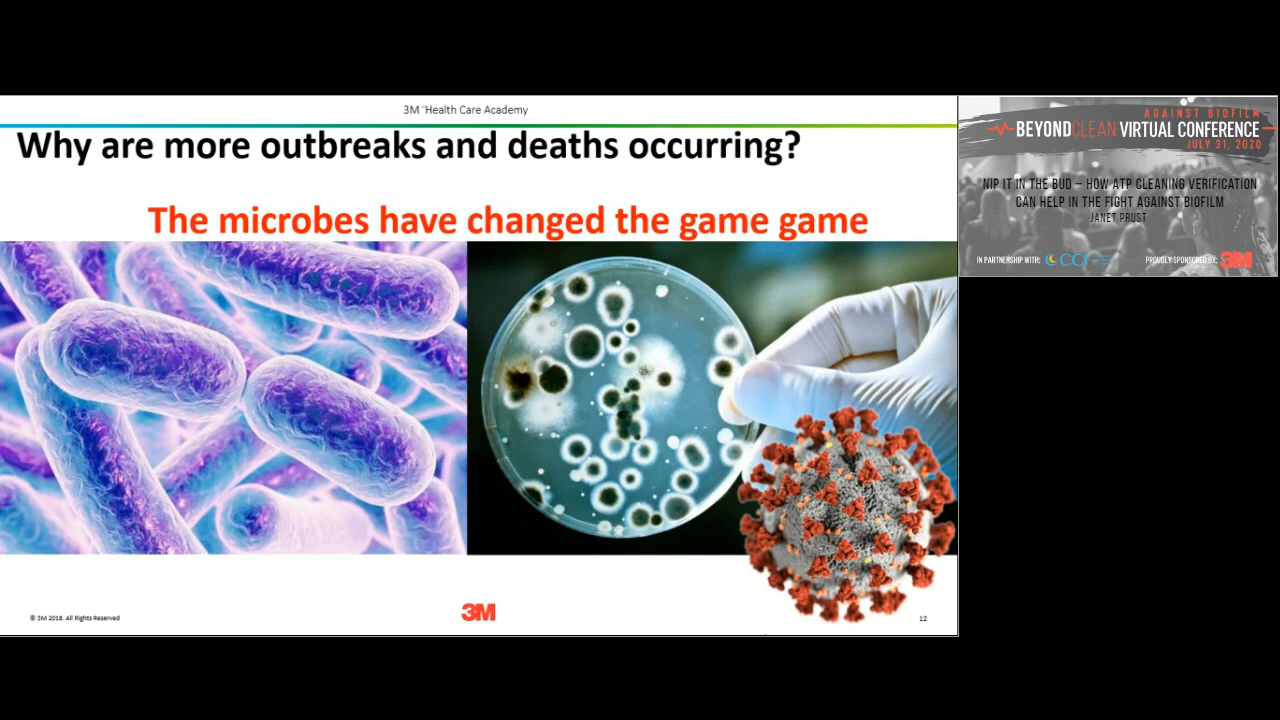 3M ™Health Care Academy
Why are more outbreaks and deaths occurring?
The microbes have changed the game game
© 3M 2018. All Rights Reserved
3M
12
AGAINST BIOFILM
BEYONDCLEAN VIRTUAL CONFERENCE
JULY 31, 2020
NIP IT IN THE BUD – HOW ATP CLEANING VERIFICATION
CAN HELP IN THE FIGHT AGAINST BIOFILM
JANET PRUST
IN PARTNERSHIP WITH: CCI
PROUDLY SPONSORED BY: 3M